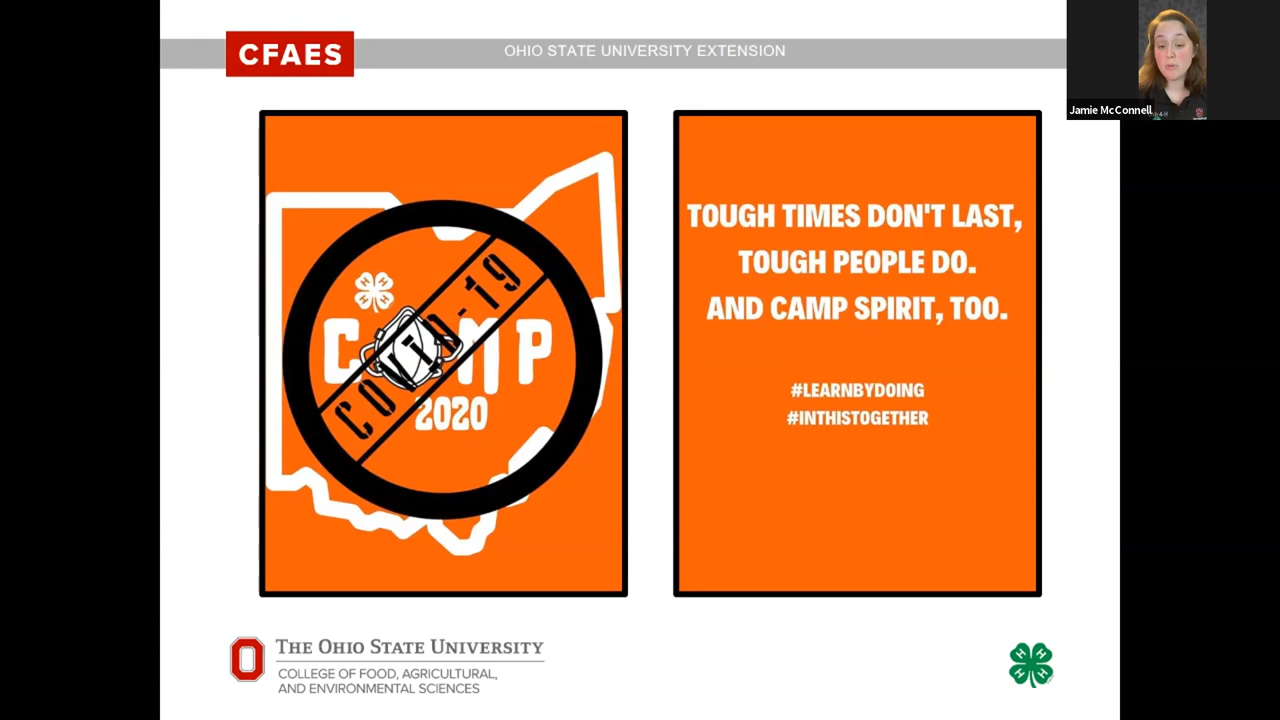 CFAES
OHIO STATE UNIVERSITY EXTENSION
Jamie McConnell
H H
H H
COVID-19
C MP
2020
TOUGH TIMES DON'T LAST,
TOUGH PEOPLE DO.
AND CAMP SPIRIT, TOO.
#LEARNBYDOING
#INTHISTOGETHER
THE OHIO STATE UNIVERSITY
COLLEGE OF FOOD, AGRICULTURAL,
AND ENVIRONMENTAL SCIENCES
H H
H H